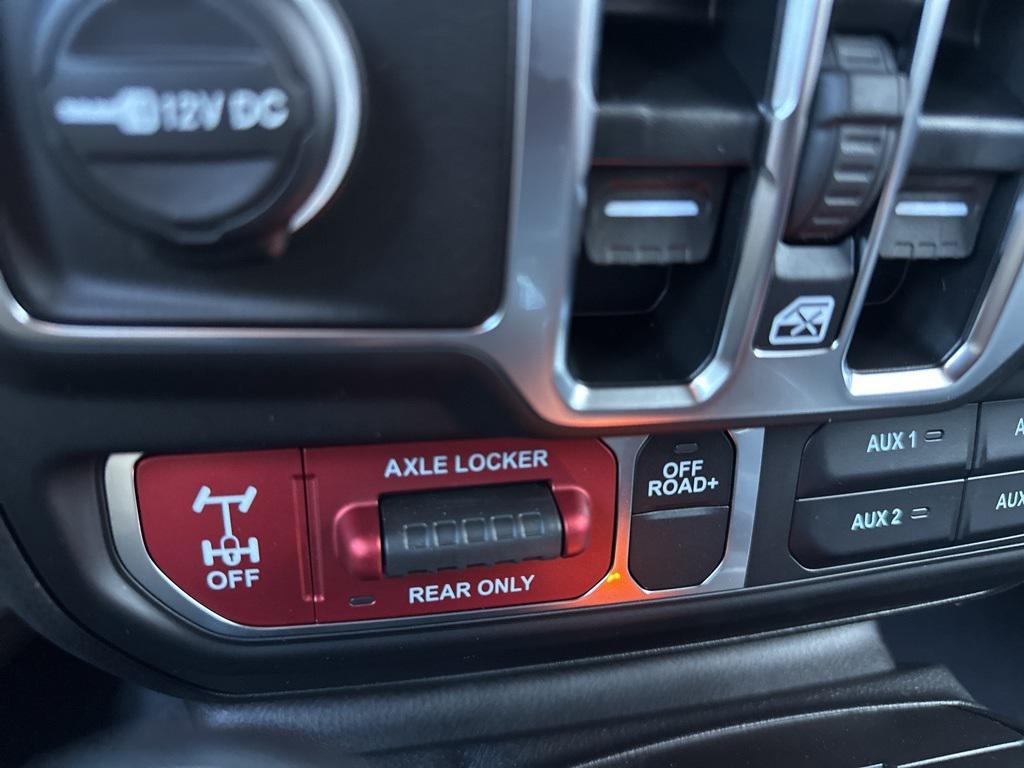 12V DC
AXLE LOCKER
OFF
REAR ONLY
OFF
ROAD+
AUX 1
AUX 2